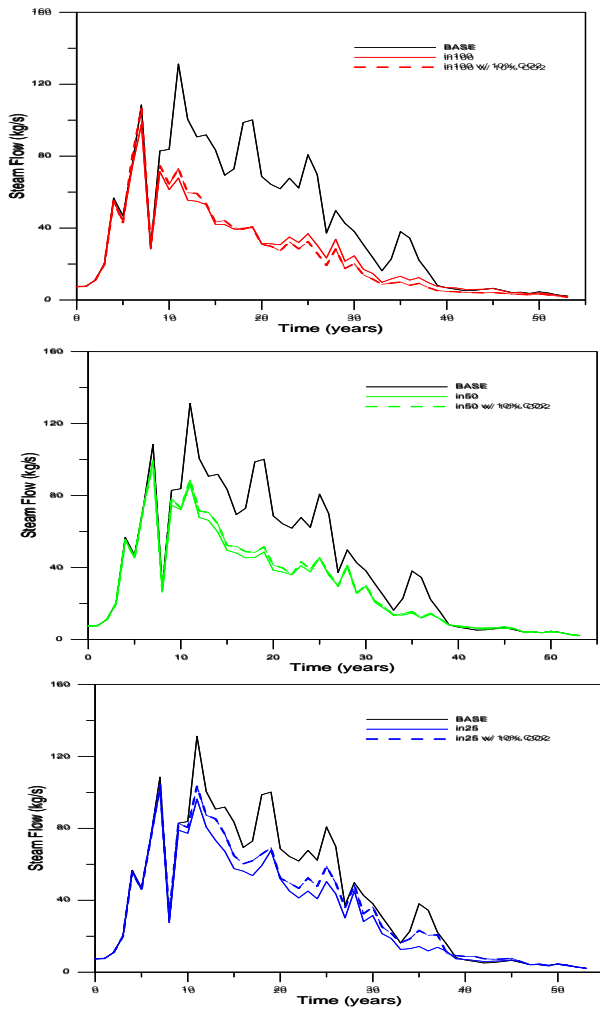 160
120
80
40
0
Steam Flow (kg/s)
BASE
in100
in100 w/ 10% CO2
0 10 20 30 40 50
Time (years)
160
120
80
40
0
Steam Flow (kg/s)
BASE
in50
in50 w/ 10% CO2
0 10 20 30 40 50
Time (years)
160
120
80
40
0
Steam Flow (kg/s)
BASE
in25
in25 w/ 10% CO2
0 10 20 30 40 50
Time (years)